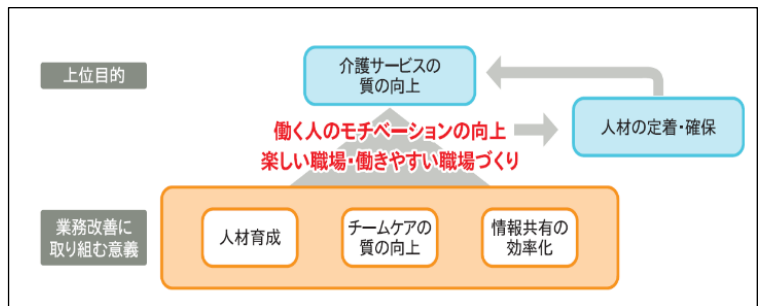 上位目的
介護サービスの
質の向上
働く人のモチベーションの向上
楽しい職場・働きやすい職場づくり
人材の定着・確保
業務改善に
取り組む意義
人材育成
チームケアの
質の向上
情報共有の
効率化